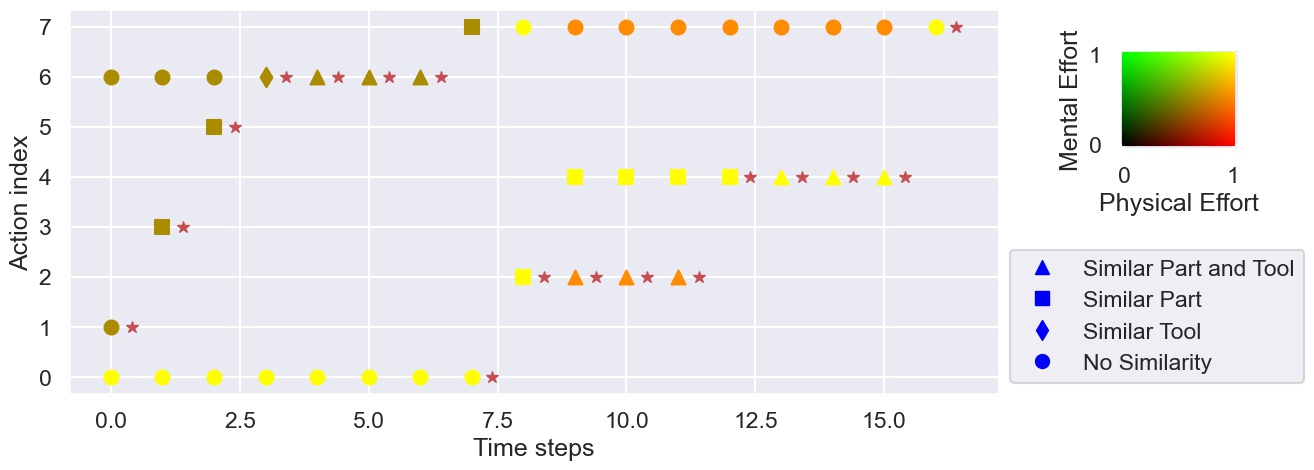 7
6
5
4
3
2
1
0
Action index
0.0 2.5 5.0 7.5 10.0 12.5 15.0
Time steps
Mental Effort
1
0
0 1
Physical Effort
Similar Part and Tool
Similar Part
Similar Tool
No Similarity